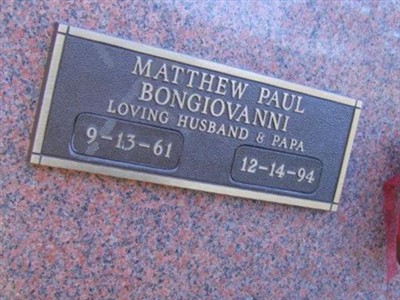 MATTHEW PAUL
BONGIOVANNI
LOVING HUSBAND & PAPA
9-13-61
12-14-94